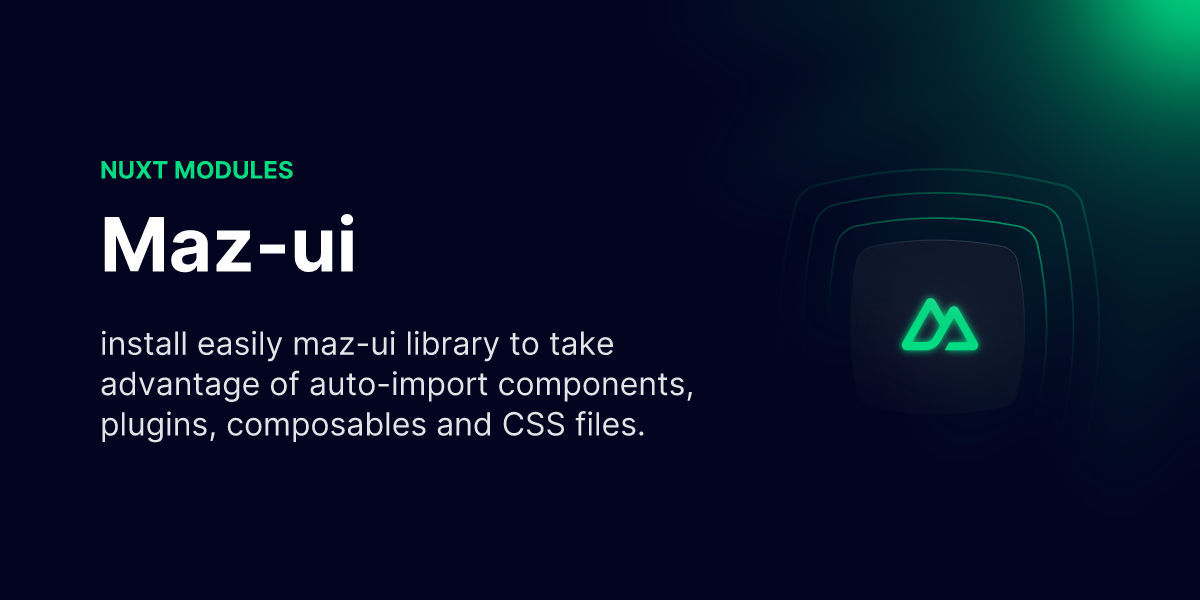 NUXT MODULES
Maz-ui
install easily maz-ui library to take
advantage of auto-import components,
plugins, composables and CSS files.